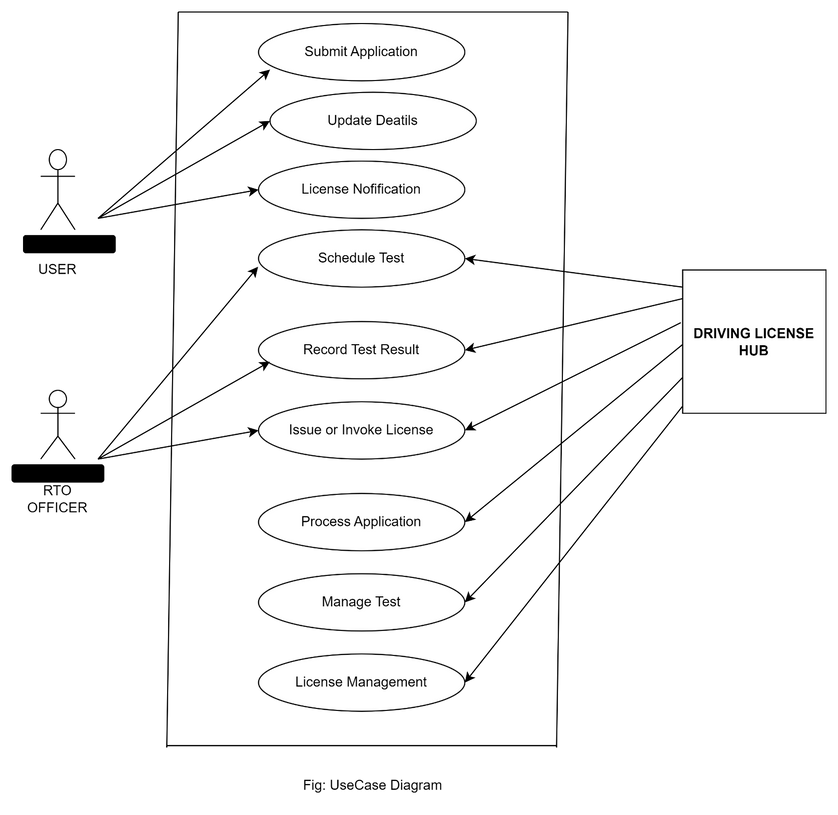 Submit Application
Update Deatils
License Nofification
USER
Schedule Test
DRIVING LICENSE
HUB
Record Test Result
Issue or Invoke License
RTO
OFFICER
Process Application
Manage Test
License Management
Fig: UseCase Diagram